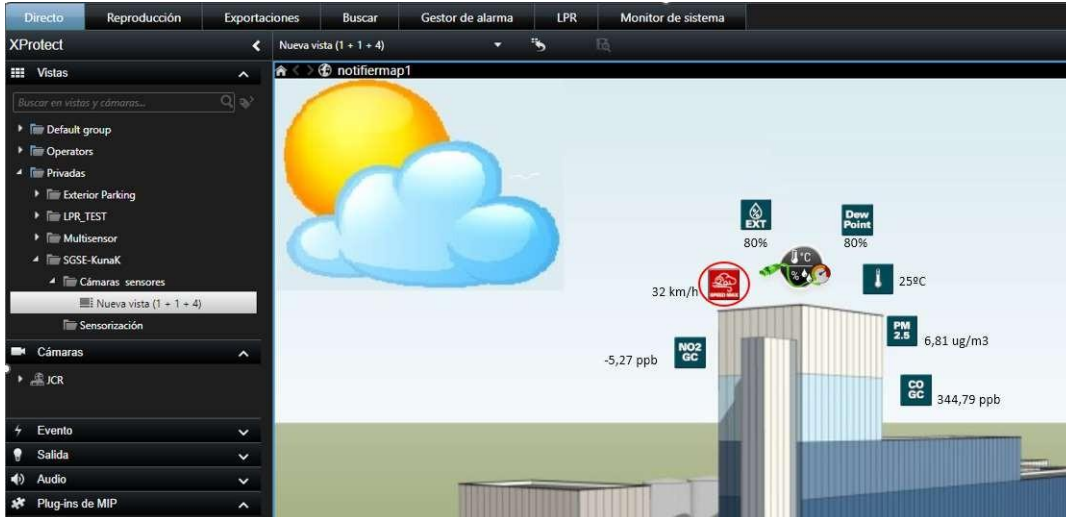 Directo Reproducción Exportaciones Buscar Gestor de alarma LPR Monitor de sistema
XProtect
Nueva vista (1 + 1 + 4)
Vistas
notifiermap1
Buscar en vistas y cámaras...
Default group
Operators
Privadas
Exterior Parking
LPR_TEST
Multisensor
SGSE-KunaK
Cámaras sensores
Nueva vista (1 + 1 + 4)
Sensorización
Cámaras
JCR
Evento
Salida
Audio
Plug-ins de MIP
EXT
80%
Dew Point
80%
°C
%
32 km/h
SPEED MAX
25ºC
PM 2.5
6,81 ug/m3
NO2 GC
-5,27 ppb
CO GC
344,79 ppb